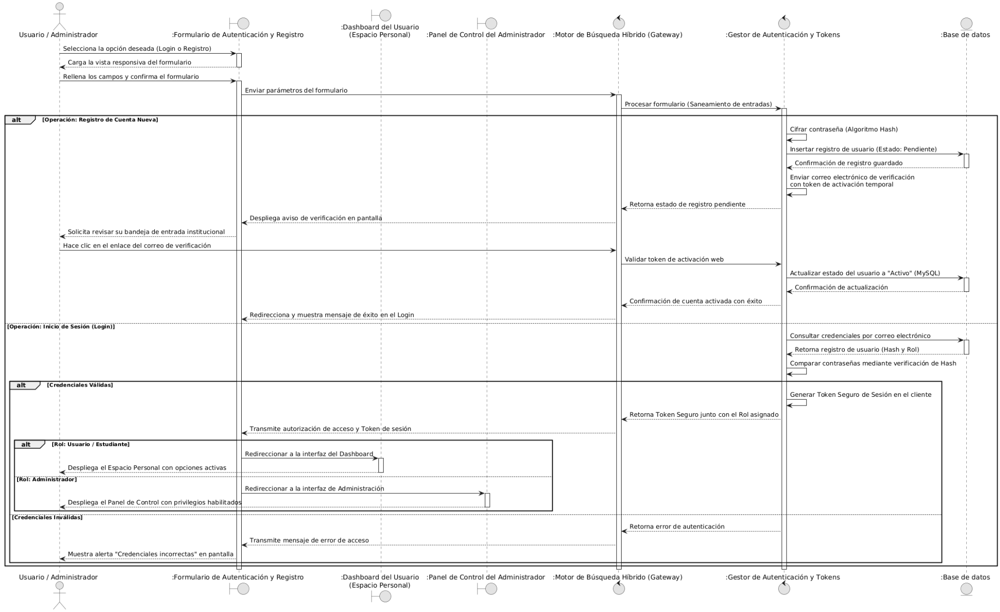 :Dashboard del Usuario
(Espacio Personal)
Usuario / Administrador
:Formulario de Autenticación y Registro
:Panel de Control del Administrador
:Motor de Búsqueda Híbrido (Gateway)
:Gestor de Autenticación y Tokens
:Base de datos
Selecciona la opción deseada (Login o Registro)
Carga la vista responsiva del formulario
Rellena los campos y confirma el formulario
Enviar parámetros del formulario
Procesar formulario (Saneamiento de entradas)
alt [Operación: Registro de Cuenta Nueva]
Cifrar contraseña (Algoritmo Hash)
Insertar registro de usuario (Estado: Pendiente)
Confirmación de registro guardado
Enviar correo electrónico de verificación
con token de activación temporal
Retorna estado de registro pendiente
Despliega aviso de verificación en pantalla
Solicita revisar su bandeja de entrada institucional
Hace clic en el enlace del correo de verificación
Validar token de activación web
Actualizar estado del usuario a "Activo" (MySQL)
Confirmación de actualización
Confirmación de cuenta activada con éxito
Redirecciona y muestra mensaje de éxito en el Login
[Operación: Inicio de Sesión (Login)]
Consultar credenciales por correo electrónico
Retorna registro de usuario (Hash y Rol)
Comparar contraseñas mediante verificación de Hash
alt [Credenciales Válidas]
Generar Token Seguro de Sesión en el cliente
Retorna Token Seguro junto con el Rol asignado
Transmite autorización de acceso y Token de sesión
alt [Rol: Usuario / Estudiante]
Redireccionar a la interfaz del Dashboard
Despliega el Espacio Personal con opciones activas
[Rol: Administrador]
Redireccionar a la interfaz de Administración
Despliega el Panel de Control con privilegios habilitados
[Credenciales Inválidas]
Retorna error de autenticación
Transmite mensaje de error de acceso
Muestra alerta "Credenciales incorrectas" en pantalla
Usuario / Administrador
:Formulario de Autenticación y Registro
:Dashboard del Usuario
(Espacio Personal)
:Panel de Control del Administrador
:Motor de Búsqueda Híbrido (Gateway)
:Gestor de Autenticación y Tokens
:Base de datos